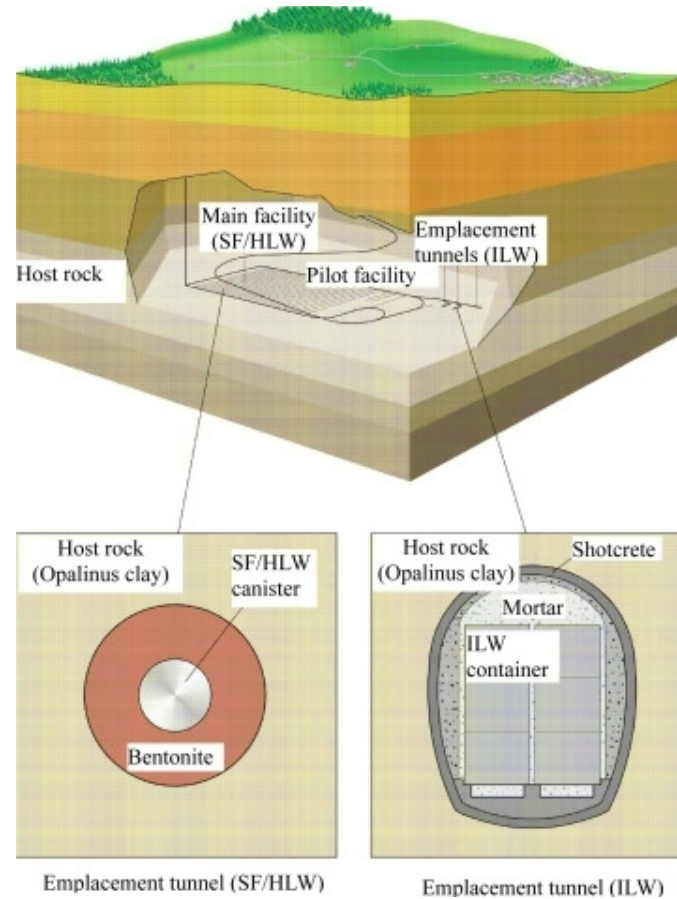 Main facility
(SF/HLW)
Emplacement
tunnels (ILW)
Host rock
Pilot facility
Host rock
(Opalinus clay)
SF/HLW
canister
Bentonite
Emplacement tunnel (SF/HLW)
Host rock
(Opalinus clay)
Shotcrete
Mortar
ILW
container
Emplacement tunnel (ILW)